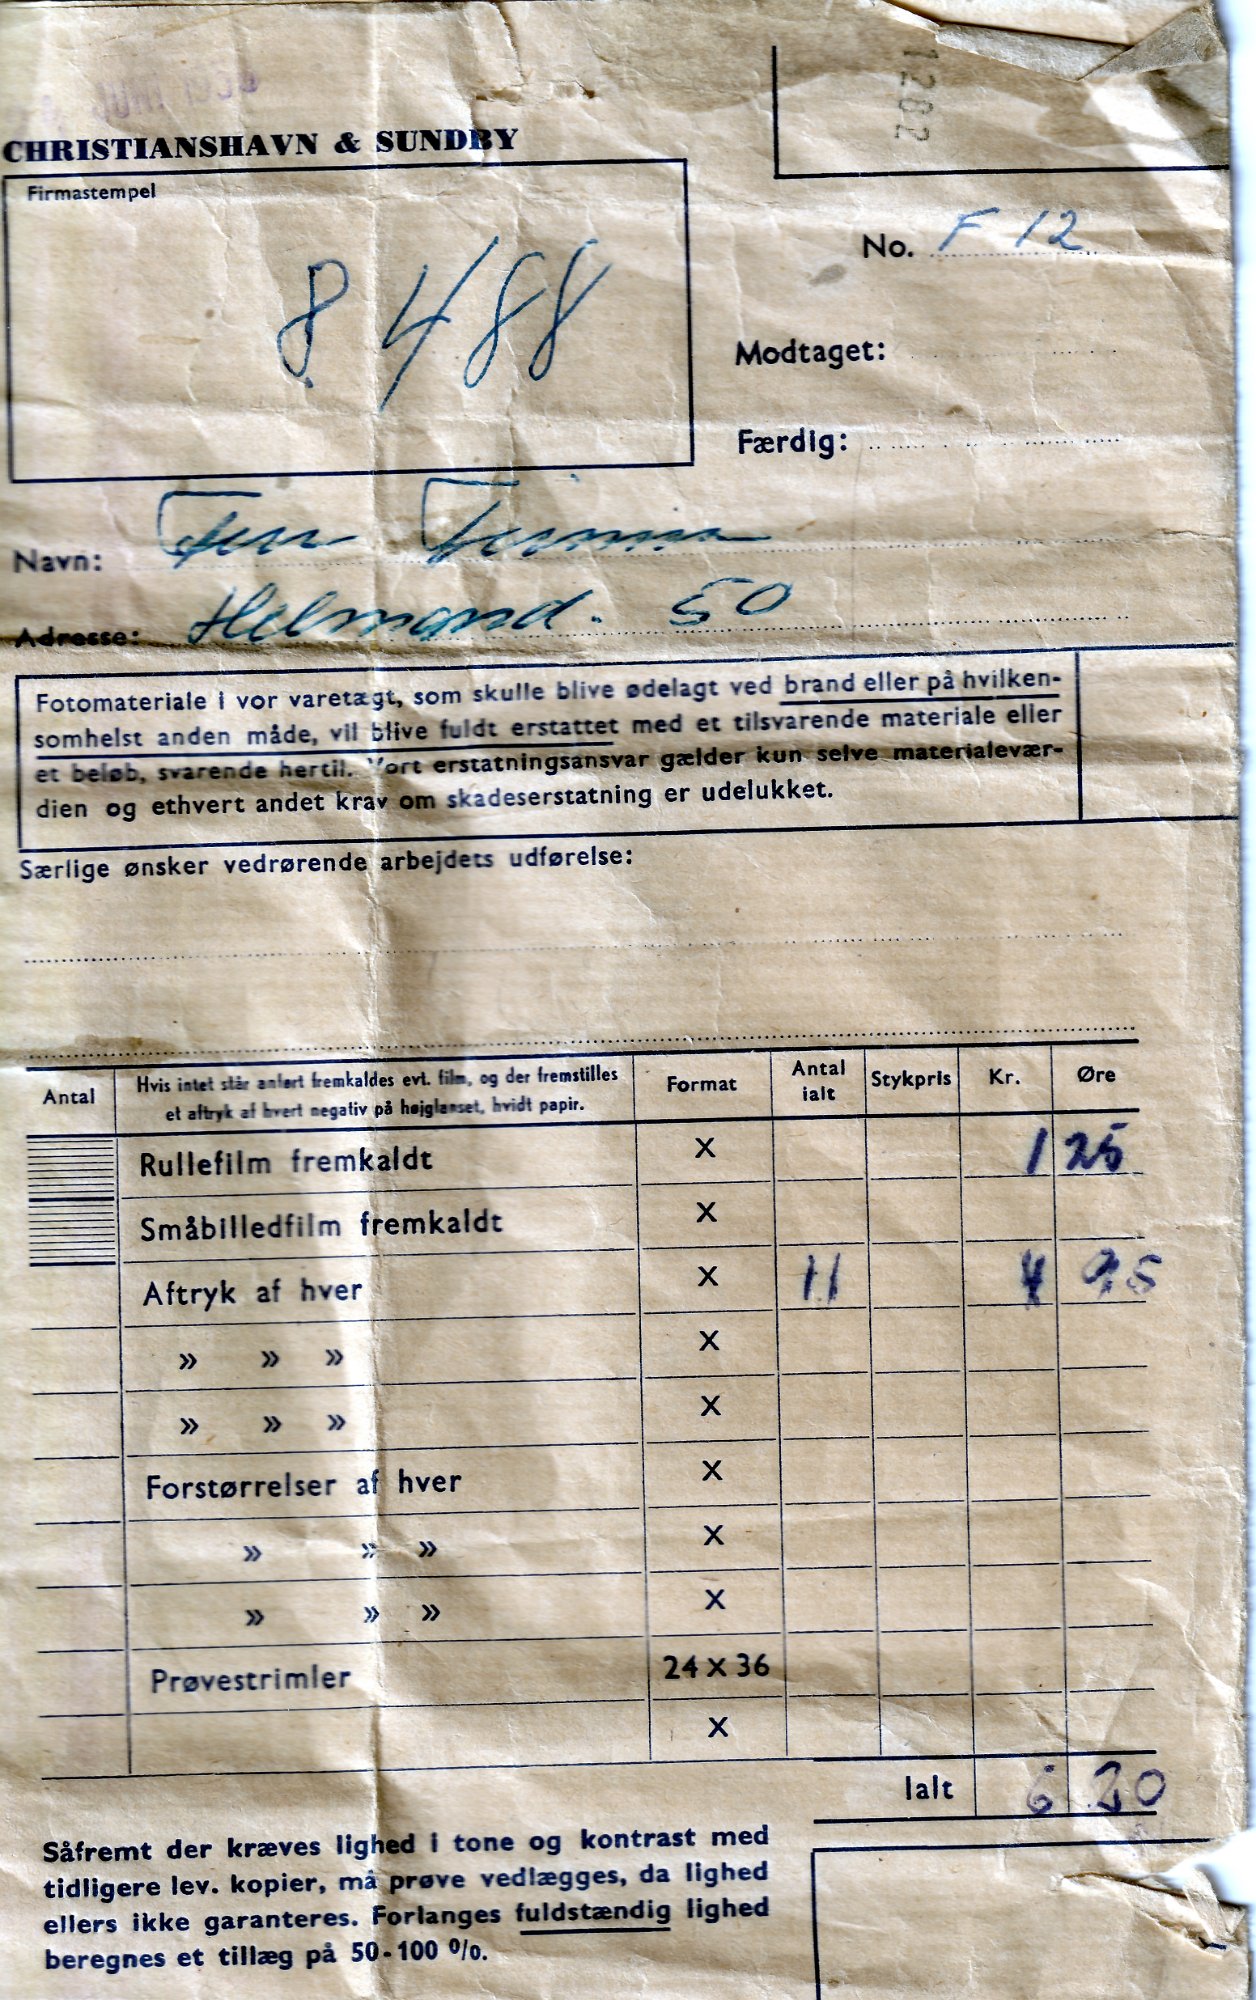 1282
CHRISTIANSHAVN & SUNDBY
Firmastempel
8488
No. F 12
Modtaget:
Færdig:
Navn:
Adresse: Helmond. 50
Fotomateriale i vor varetægt, som skulle blive ødelagt ved brand eller på hvilken-
somhelst anden måde, vil blive fuldt erstattet med et tilsvarende materiale eller
et beløb, svarende hertil. Vort erstatningsansvar gælder kun selve materialevær-
dien og ethvert andet krav om skadeserstatning er udelukket.
Særlige ønsker vedrørende arbejdets udførelse:
Antal Hvis intet står anført fremkaldes evt. film, og der fremstilles et aftryk af hvert negativ på højglanset, hvidt papir. Format Antal ialt Stykpris Kr. Øre
Rullefilm fremkaldt X 1 25
Småbilledfilm fremkaldt X
Aftryk af hver X 11 4 95
» » » X
» » » X
Forstørrelser af hver X
» » » X
» » » X
Prøvestrimler 24 X 36
X
Ialt 6 20
Såfremt der kræves lighed i tone og kontrast med
tidligere lev. kopier, må prøve vedlægges, da lighed
ellers ikke garanteres. Forlanges fuldstændig lighed
beregnes et tillæg på 50-100 %.